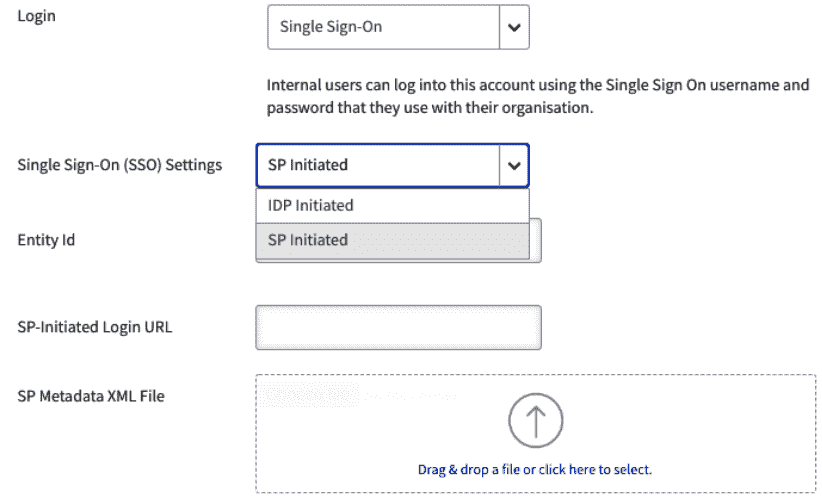 Login
Single Sign-On
Internal users can log into this account using the Single Sign On username and
password that they use with their organisation.
Single Sign-On (SSO) Settings
SP Initiated
IDP Initiated
SP Initiated
Entity Id
SP-Initiated Login URL
SP Metadata XML File
Drag & drop a file or click here to select.